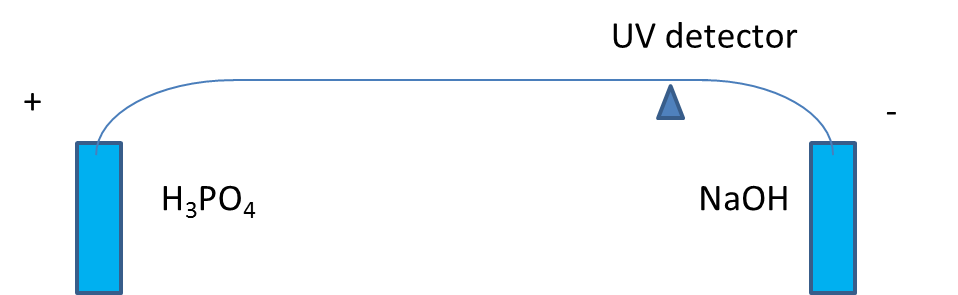 UV detector
+
-
H₃PO₄
NaOH